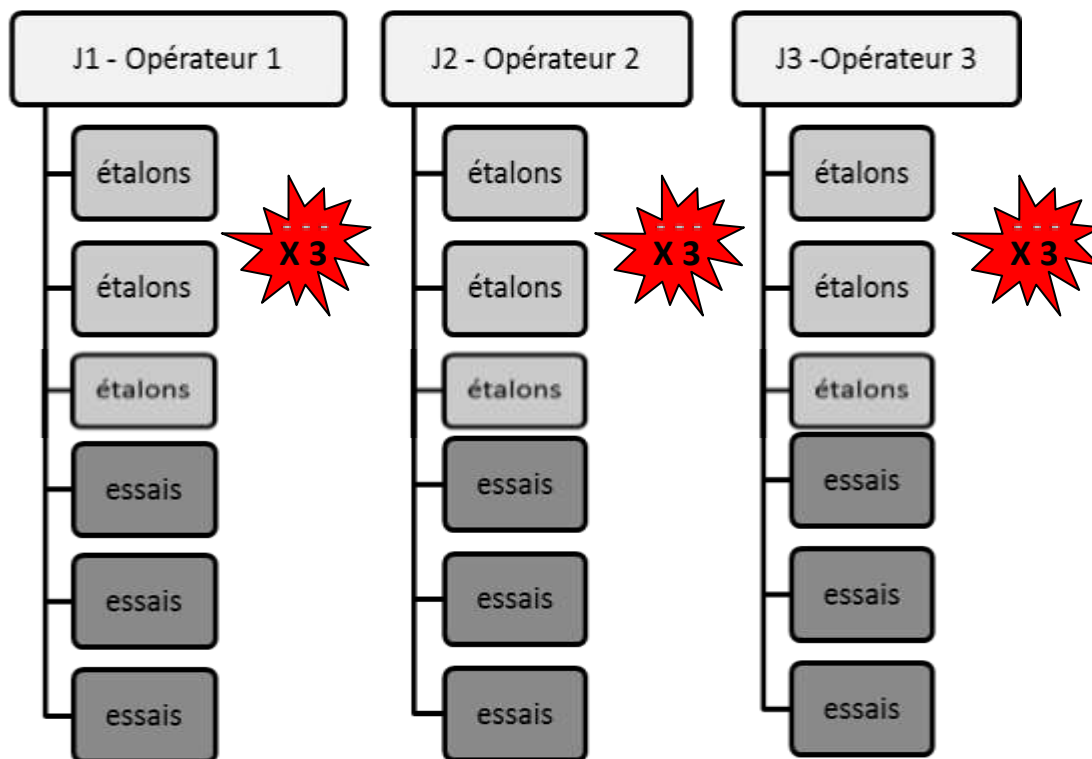 J1 - Opérateur 1
étalons
étalons
étalons
essais
essais
essais
X 3
J2 - Opérateur 2
étalons
étalons
étalons
essais
essais
essais
X 3
J3 -Opérateur 3
étalons
étalons
étalons
essais
essais
essais
X 3